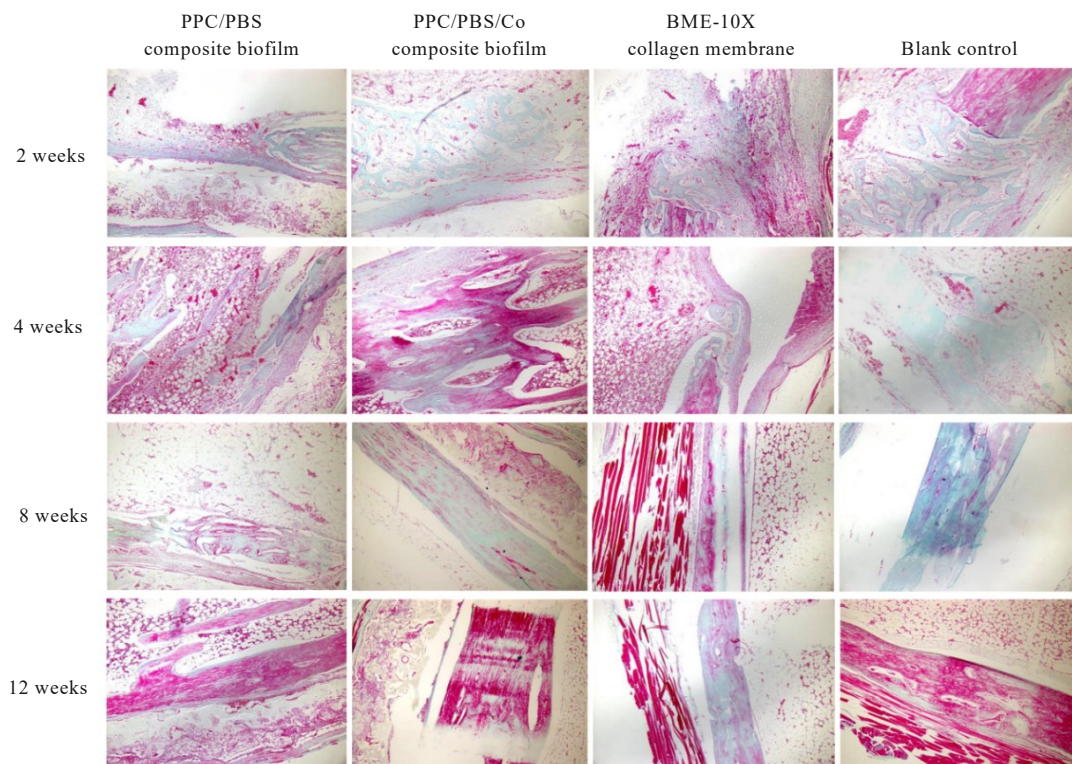 PPC/PBS
composite biofilm
PPC/PBS/Co
composite biofilm
BME-10X
collagen membrane
Blank control
2 weeks
4 weeks
8 weeks
12 weeks